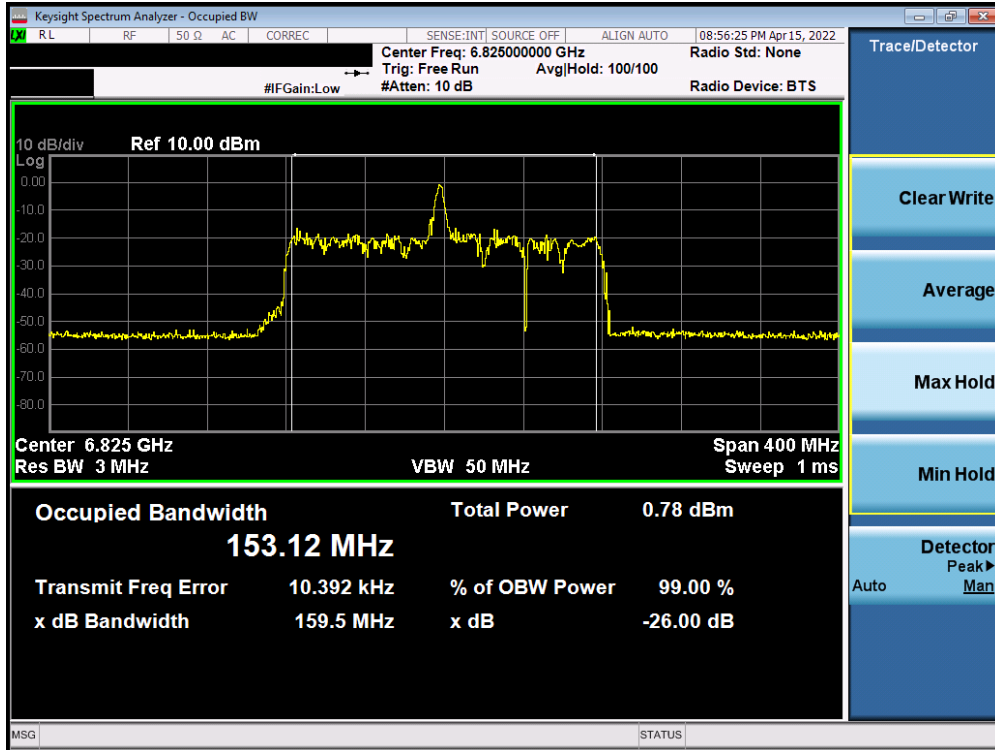 Keysight Spectrum Analyzer - Occupied BW
LXI RL RF 50 Ω AC CORREC SENSE:INT SOURCE OFF ALIGN AUTO 08:56:25 PM Apr 15, 2022
Center Freq: 6.825000000 GHz Radio Std: None
Trig: Free Run Avg|Hold: 100/100
#IFGain:Low #Atten: 10 dB Radio Device: BTS
10 dB/div Ref 10.00 dBm
Log
0.00
-10.0
-20.0
-30.0
-40.0
-50.0
-60.0
-70.0
-80.0
Center 6.825 GHz Span 400 MHz
Res BW 3 MHz VBW 50 MHz Sweep 1 ms
Occupied Bandwidth Total Power 0.78 dBm
153.12 MHz
Transmit Freq Error 10.392 kHz % of OBW Power 99.00 %
x dB Bandwidth 159.5 MHz x dB -26.00 dB
Trace/Detector
Clear Write
Average
Max Hold
Min Hold
Detector
Peak▶
Auto Man
MSG STATUS